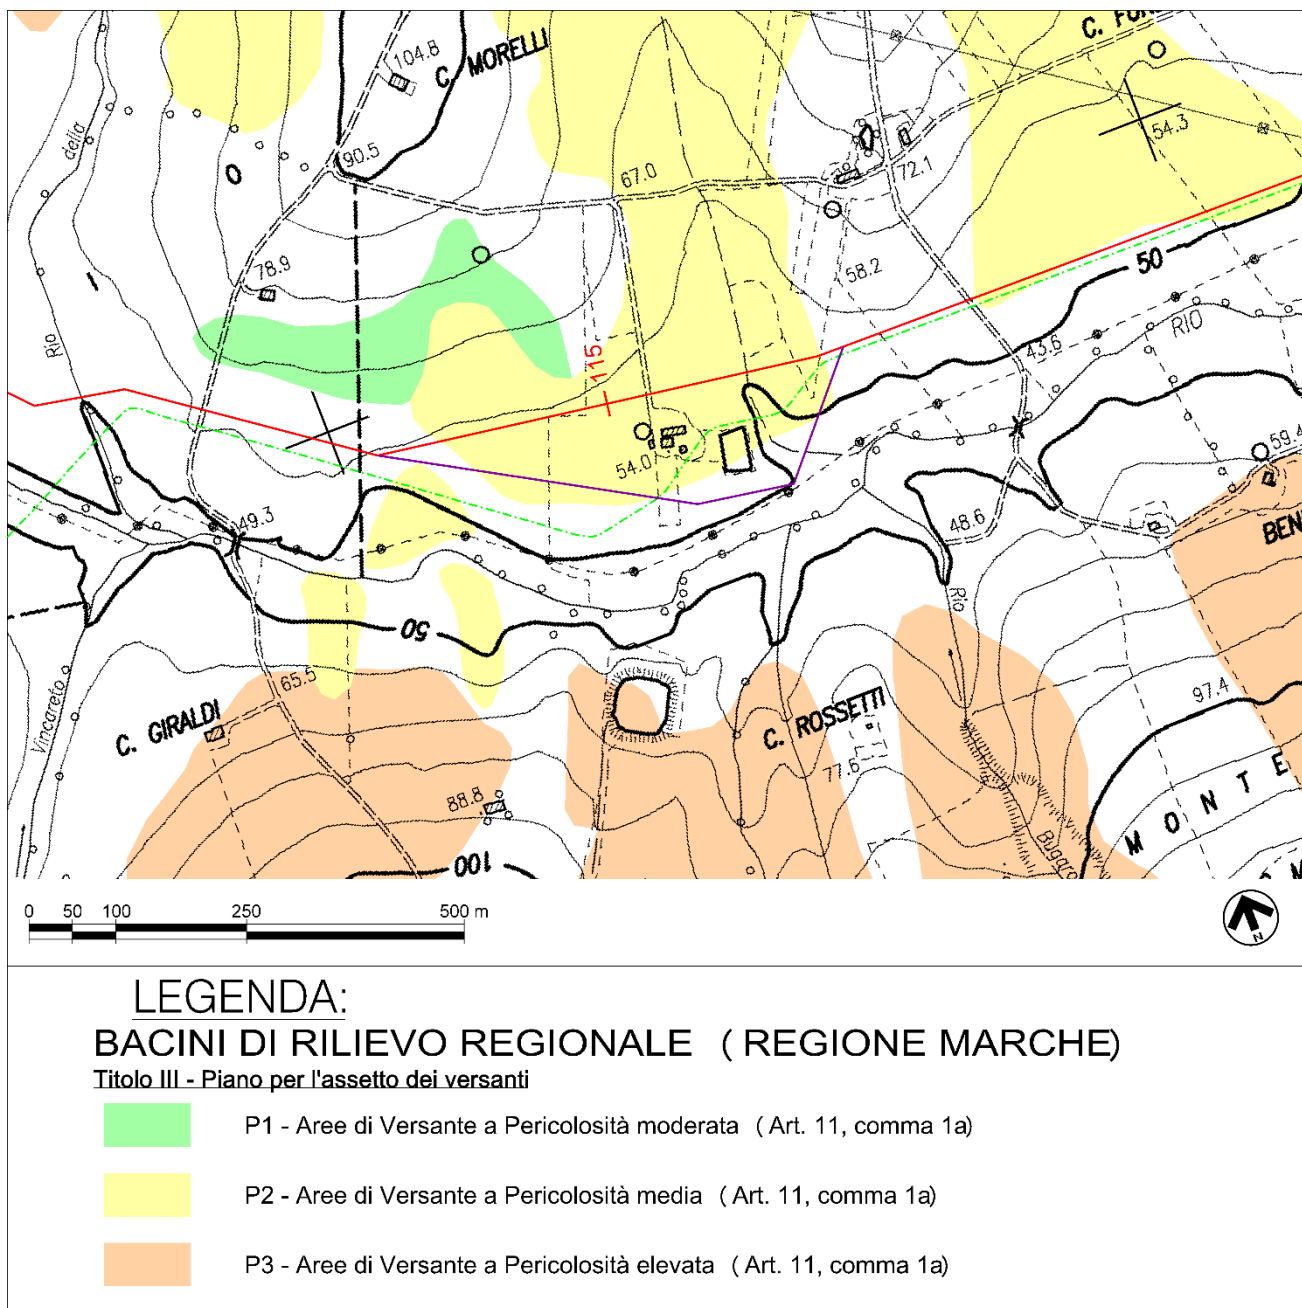 C. FOR
104.8
C. MORELLI
della
54.3
90.5
67.0
72.1
78.9
58.2
50
Rio
115
43.6
RIO
54.0
59.4
49.3
48.6
BEN
50
Rio
65.5
97.4
C. GIRALDI
C. ROSSETTI
Vincareto
77.6
MONTE
88.8
100
Bugaro
0 50 100 250 500 m
N
LEGENDA:
BACINI DI RILIEVO REGIONALE ( REGIONE MARCHE)
Titolo III - Piano per l'assetto dei versanti
P1 - Aree di Versante a Pericolosità moderata ( Art. 11, comma 1a)
P2 - Aree di Versante a Pericolosità media ( Art. 11, comma 1a)
P3 - Aree di Versante a Pericolosità elevata ( Art. 11, comma 1a)